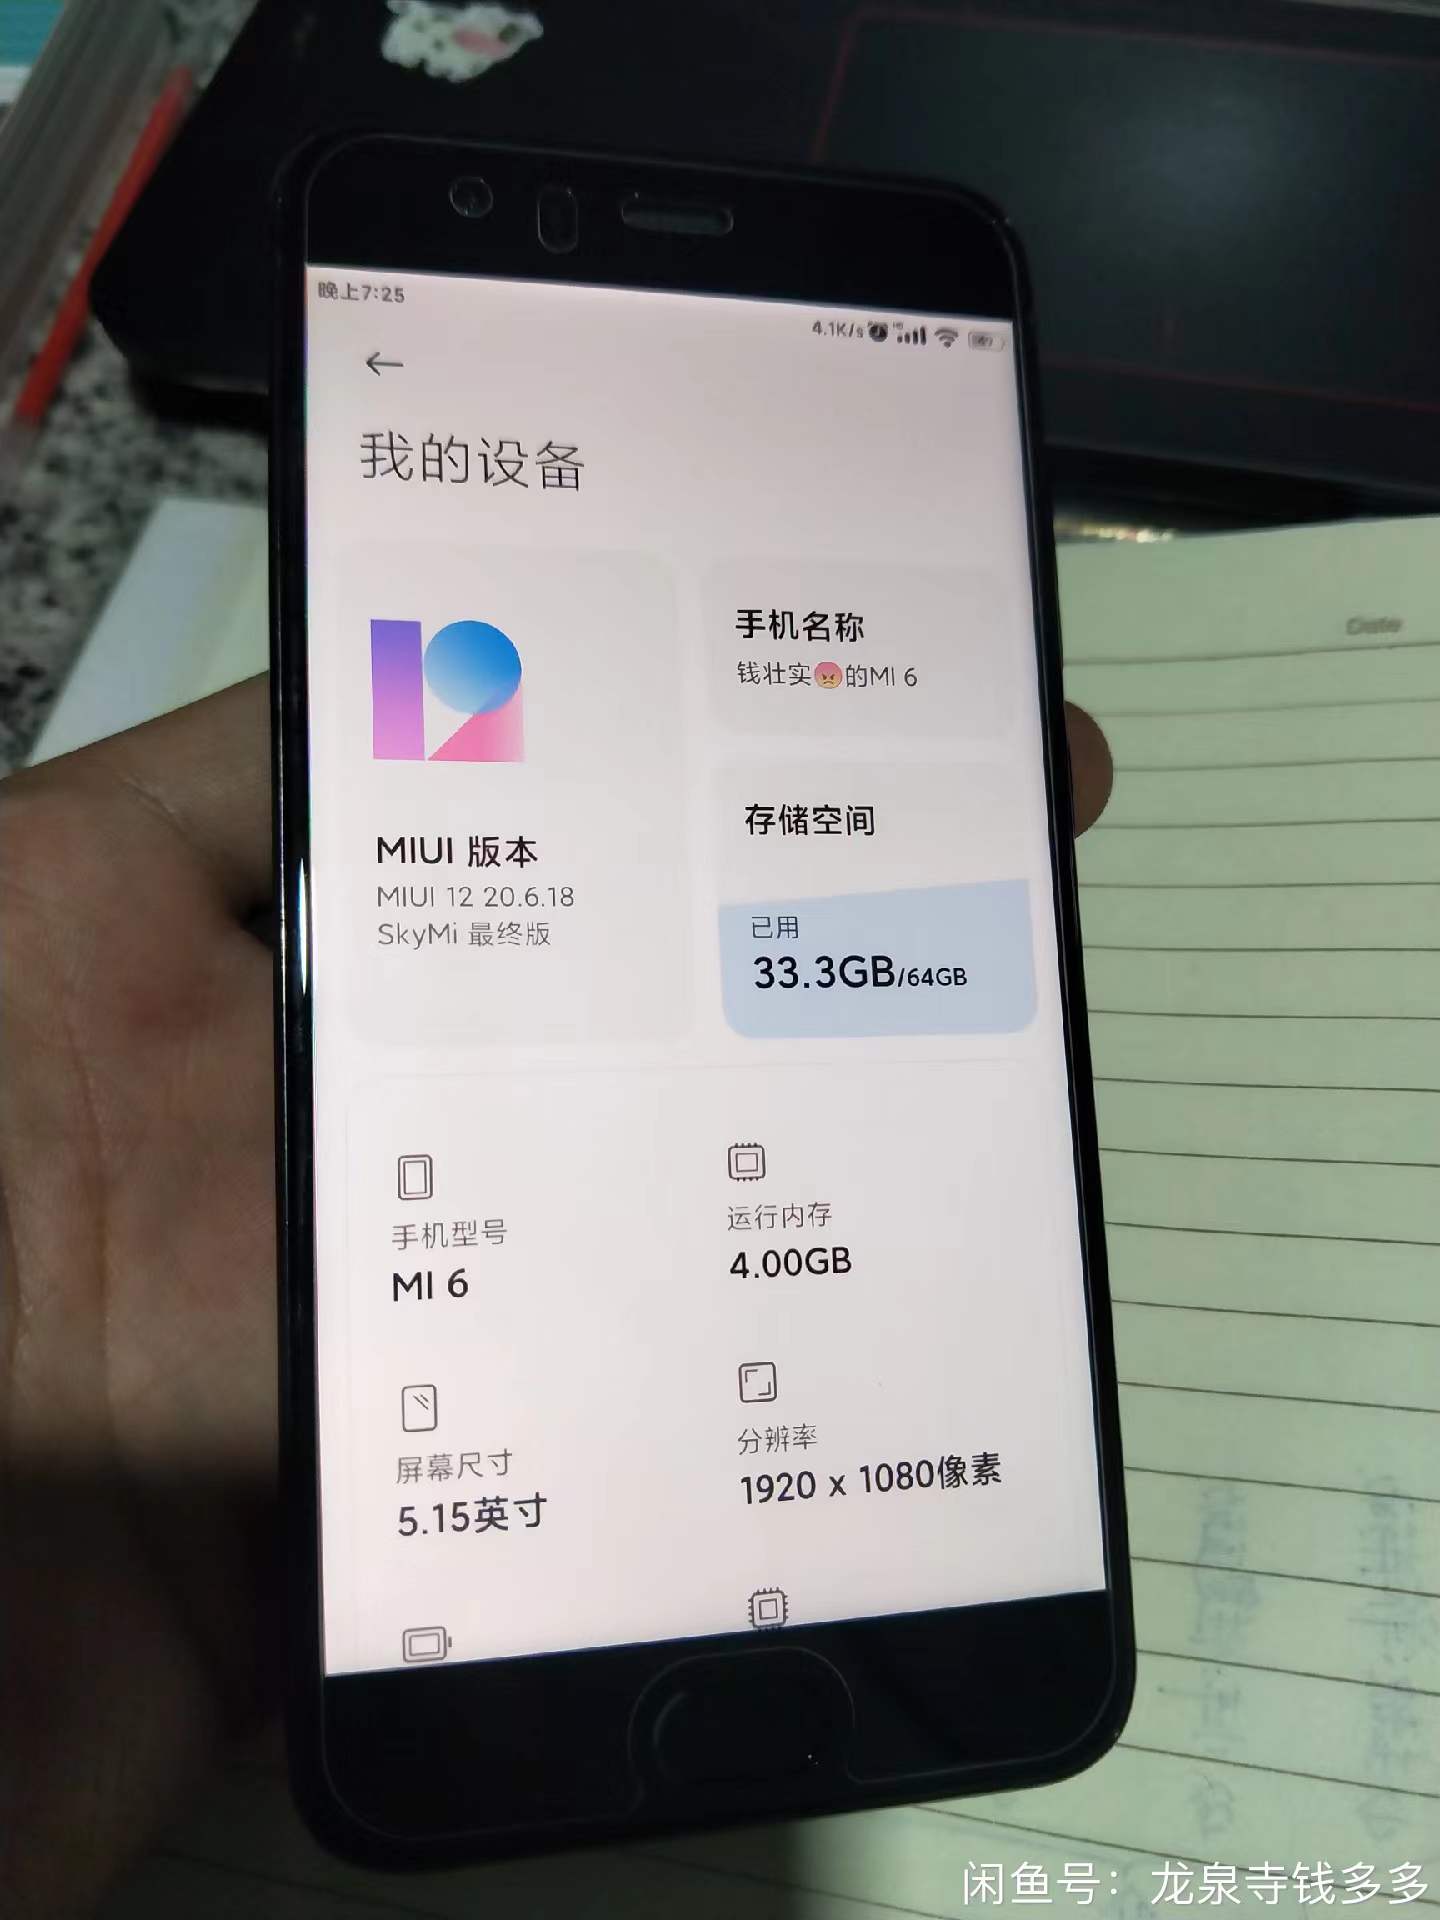 晚上7:25
4.1K/s
我的设备
手机名称
钱壮实😡的MI 6
MIUI 版本
MIUI 12 20.6.18
SkyMi 最终版
存储空间
已用
33.3GB/64GB
手机型号
MI 6
运行内存
4.00GB
屏幕尺寸
5.15英寸
分辨率
1920 x 1080像素
Date
闲鱼号：龙泉寺钱多多